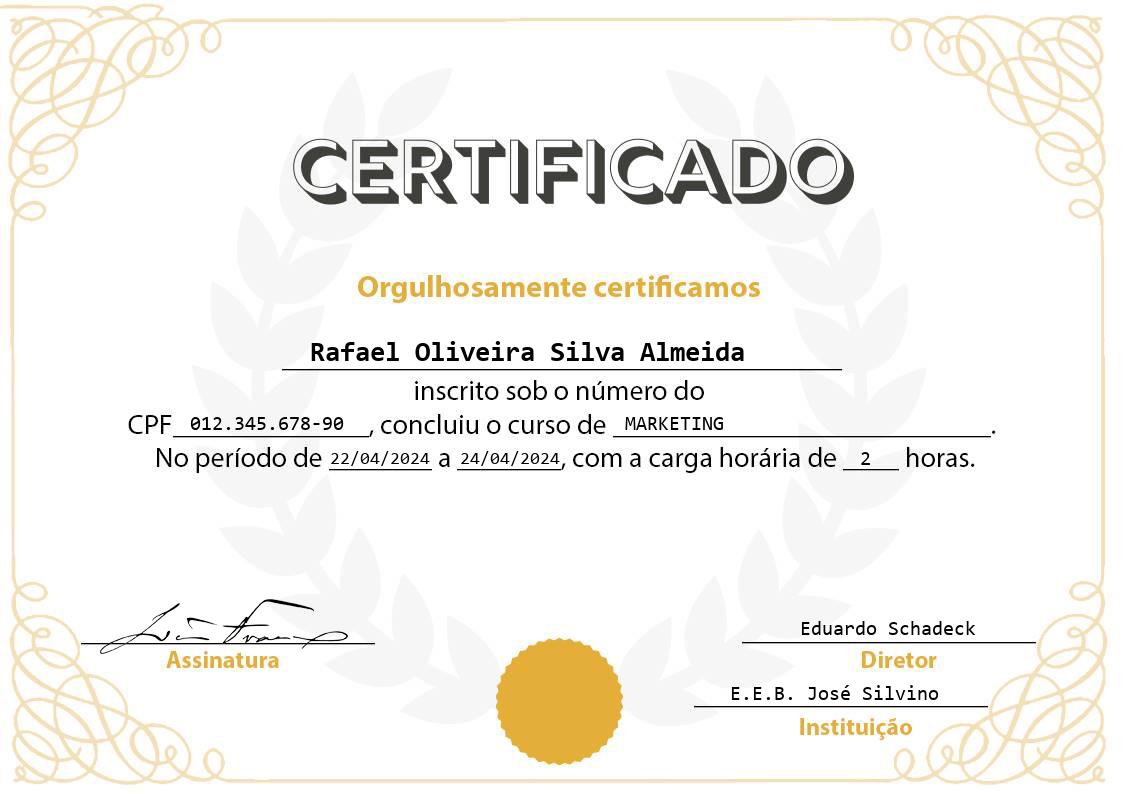 CERTIFICADO
Orgulhosamente certificamos
Rafael Oliveira Silva Almeida
inscrito sob o número do
CPF 012.345.678-90, concluiu o curso de MARKETING.
No período de 22/04/2024 a 24/04/2024, com a carga horária de 2 horas.
Assinatura
Eduardo Schadeck
Diretor
E.E.B. José Silvino
Instituição